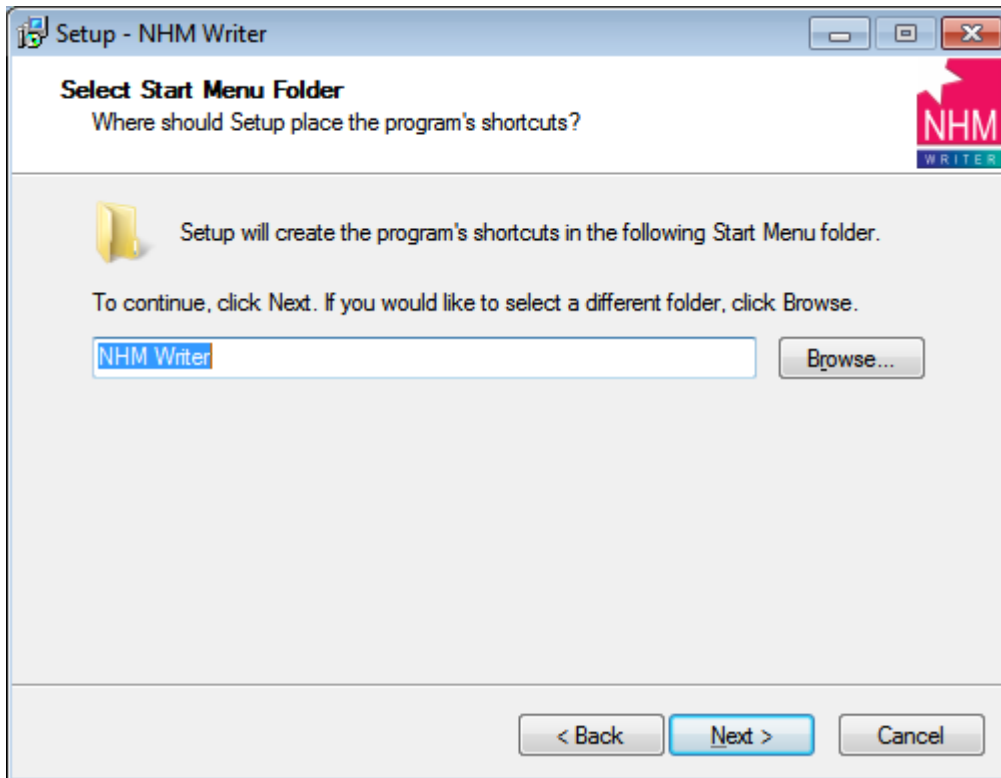 Setup - NHM Writer
Select Start Menu Folder
Where should Setup place the program's shortcuts?
NHM
WRITER
Setup will create the program's shortcuts in the following Start Menu folder.
To continue, click Next. If you would like to select a different folder, click Browse.
NHM Writer
Browse...
< Back
Next >
Cancel